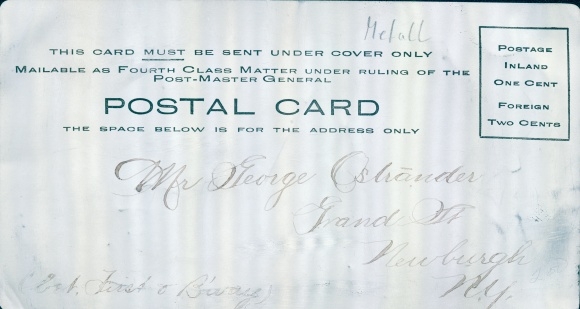 Metall
THIS CARD MUST BE SENT UNDER COVER ONLY
MAILABLE AS FOURTH CLASS MATTER UNDER RULING OF THE
POST-MASTER GENERAL
POSTAL CARD
THE SPACE BELOW IS FOR THE ADDRESS ONLY
POSTAGE
INLAND
ONE CENT
FOREIGN
TWO CENTS
Mr George Ostrander
Grand St
Newburgh
N.Y.
First & B'way)